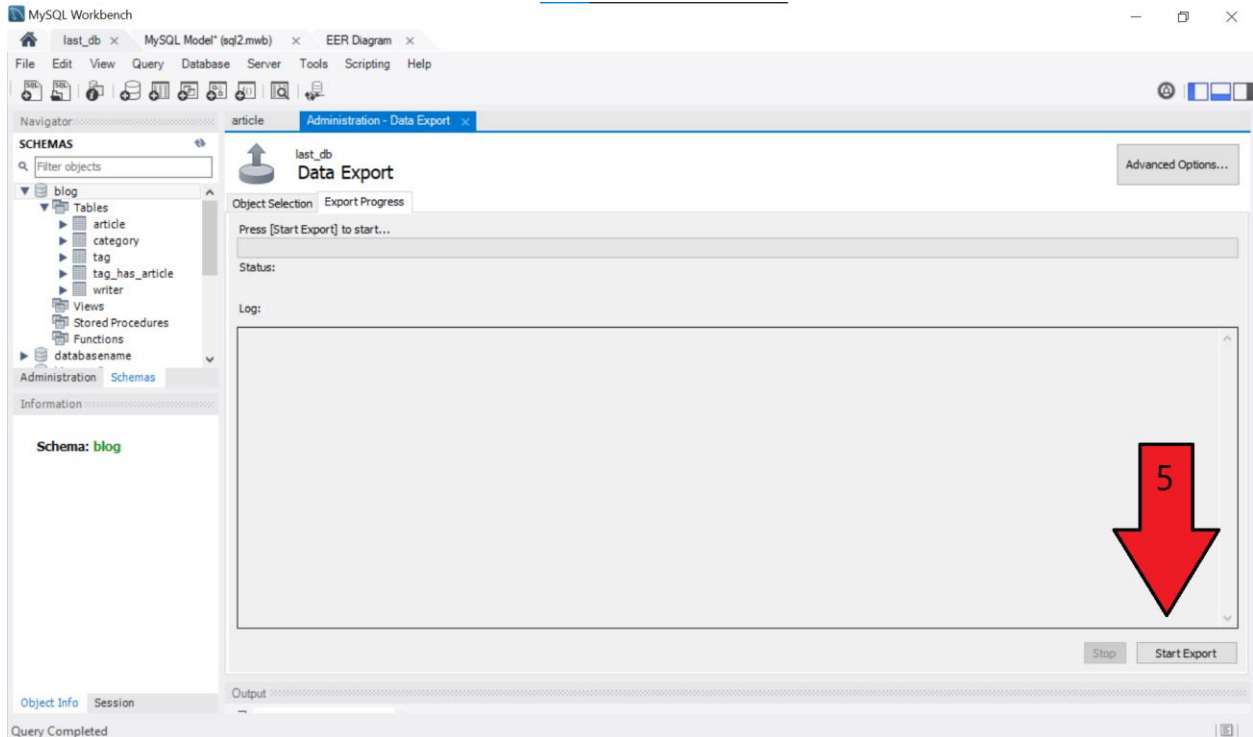 MySQL Workbench
last_db × MySQL Model* (sql2.mwb) × EER Diagram ×
File Edit View Query Database Server Tools Scripting Help
Navigator
article Administration - Data Export ×
SCHEMAS
Filter objects
blog
Tables
article
category
tag
tag_has_article
writer
Views
Stored Procedures
Functions
databasename
Administration Schemas
Information
Schema: blog
Object Info Session
last_db
Data Export
Advanced Options...
Object Selection Export Progress
Press [Start Export] to start...
Status:
Log:
5
Stop Start Export
Output
Query Completed